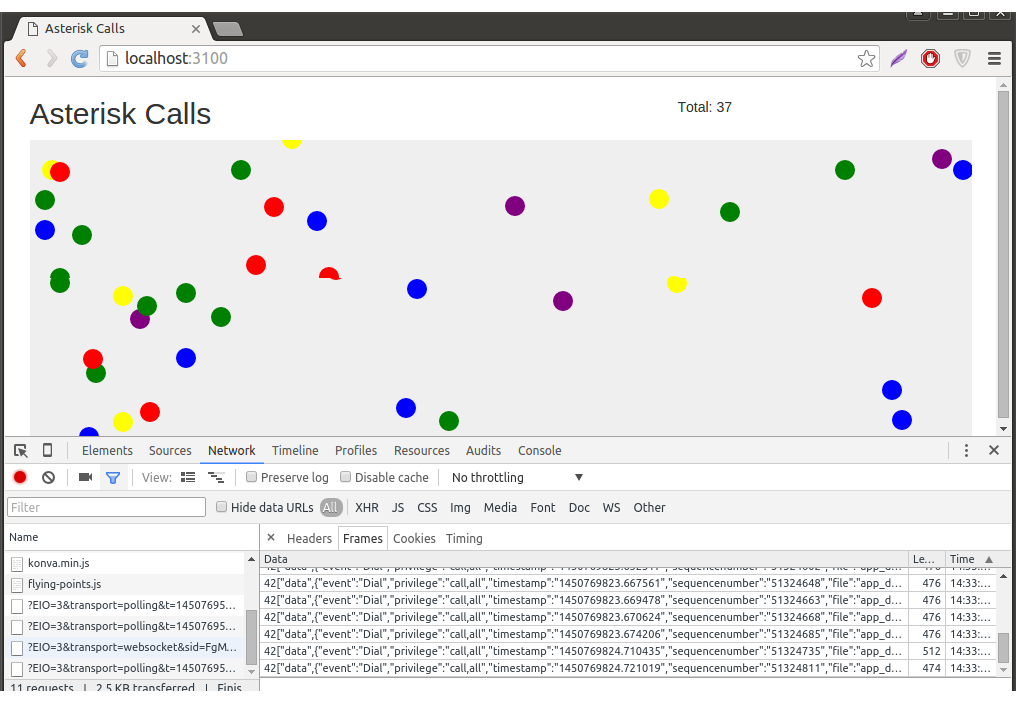 Asterisk Calls
localhost:3100
Asterisk Calls
Total: 37
Elements Sources Network Timeline Profiles Resources Audits Console
View: Preserve log Disable cache No throttling
Filter Hide data URLs All XHR JS CSS Img Media Font Doc WS Other
Name
konva.min.js
flying-points.js
?EIO=3&transport=polling&t=14507695...
?EIO=3&transport=polling&t=14507695...
?EIO=3&transport=websocket&sid=FgM...
?EIO=3&transport=polling&t=14507695...
11 requests | 2.5 KB transferred | Finis
Headers Frames Cookies Timing
Data Le... Time
42["data",{"event":"Dial","privilege":"call,all","timestamp":"1450769823.667561","sequencenumber":"51324648","file":"app_d... 476 14:33:...
42["data",{"event":"Dial","privilege":"call,all","timestamp":"1450769823.669478","sequencenumber":"51324663","file":"app_d... 476 14:33:...
42["data",{"event":"Dial","privilege":"call,all","timestamp":"1450769823.670624","sequencenumber":"51324668","file":"app_d... 476 14:33:...
42["data",{"event":"Dial","privilege":"call,all","timestamp":"1450769823.674206","sequencenumber":"51324685","file":"app_d... 476 14:33:...
42["data",{"event":"Dial","privilege":"call,all","timestamp":"1450769824.710435","sequencenumber":"51324735","file":"app_d... 512 14:33:...
42["data",{"event":"Dial","privilege":"call,all","timestamp":"1450769824.721019","sequencenumber":"51324811","file":"app_d... 474 14:33:...